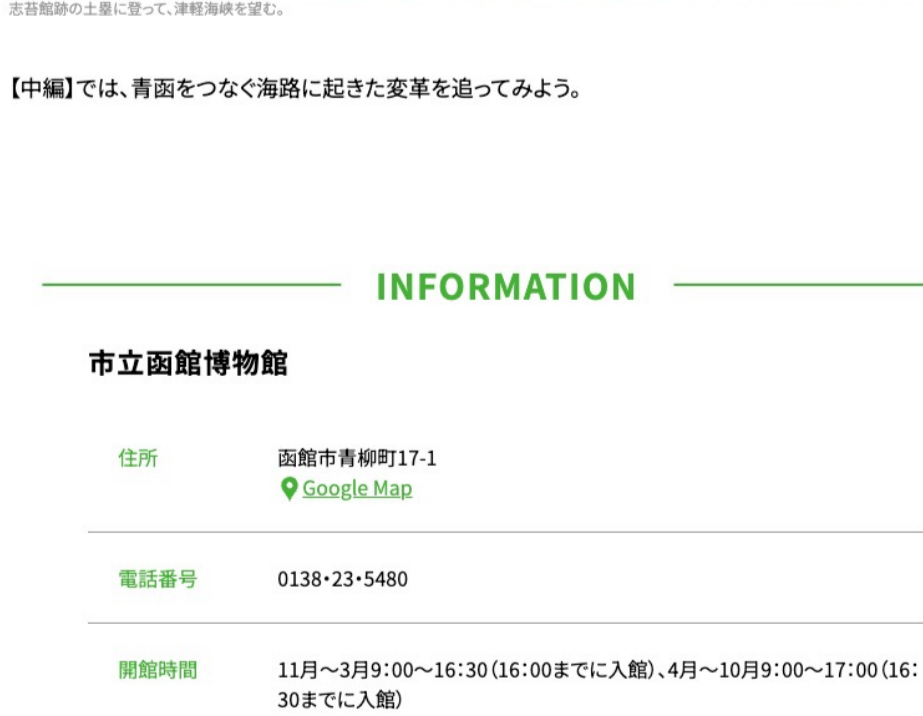 志苔館跡の土塁に登って、津軽海峡を望む。
【中編】では、青函をつなぐ海路に起きた変革を追ってみよう。
INFORMATION
市立函館博物館
住所
函館市青柳町17-1
Google Map
電話番号
0138・23・5480
開館時間
11月〜3月9:00〜16:30（16:00までに入館）、4月〜10月9:00〜17:00（16:
30までに入館）